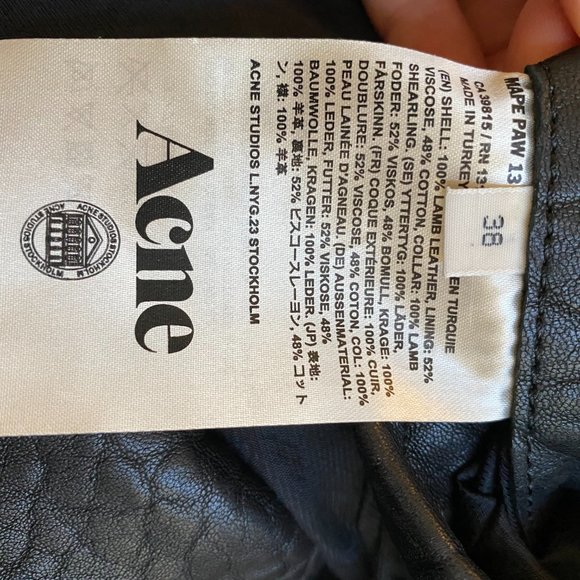 MAPE PAW 13
CA 39815 / RN 13
MADE IN TURKEY
EN TURQUIE
38
(EN) SHELL: 100% LAMB LEATHER, LINING: 52%
VISCOSE, 48% COTTON, COLLAR: 100% LAMB
SHEARLING. (SE) YTTERTYG: 100% LÄDER,
FODER: 52% VISKOS, 48% BOMULL, KRAGE: 100%
FÅRSKINN. (FR) COQUE EXTÉRIEURE: 100% CUIR,
DOUBLURE: 52% VISCOSE, 48% COTON, COL: 100%
PEAU LAINÉE D'AGNEAU, (DE) AUSSENMATERIAL:
100% LEDER, FUTTER: 52% VISKOSE, 48%
BAUMWOLLE, KRAGEN: 100% LEDER. (JP) 表地:
100% 羊革, 裏地: 52% ビスコースレーヨン, 48% コット
ン, 襟: 100% 羊革
ACNE STUDIOS L.NYG.23 STOCKHOLM
Acne
ACNE STUDIOS
STOCKHOLM